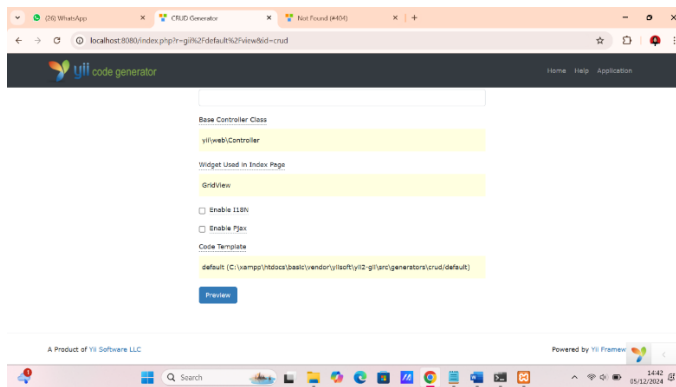 (26) WhatsApp
CRUD Generator
Not Found (#404)
localhost:8080/index.php?r=gii%2Fdefault%2Fview&id=crud
yii code generator
Home Help Application
Base Controller Class
yii\web\Controller
Widget Used in Index Page
GridView
Enable I18N
Enable Pjax
Code Template
default (C:\xampp\htdocs\basic\vendor\yiisoft\yii2-gii\src\generators\crud/default)
Preview
A Product of Yii Software LLC
Powered by Yii Framew
Search
14:42
05/12/2024